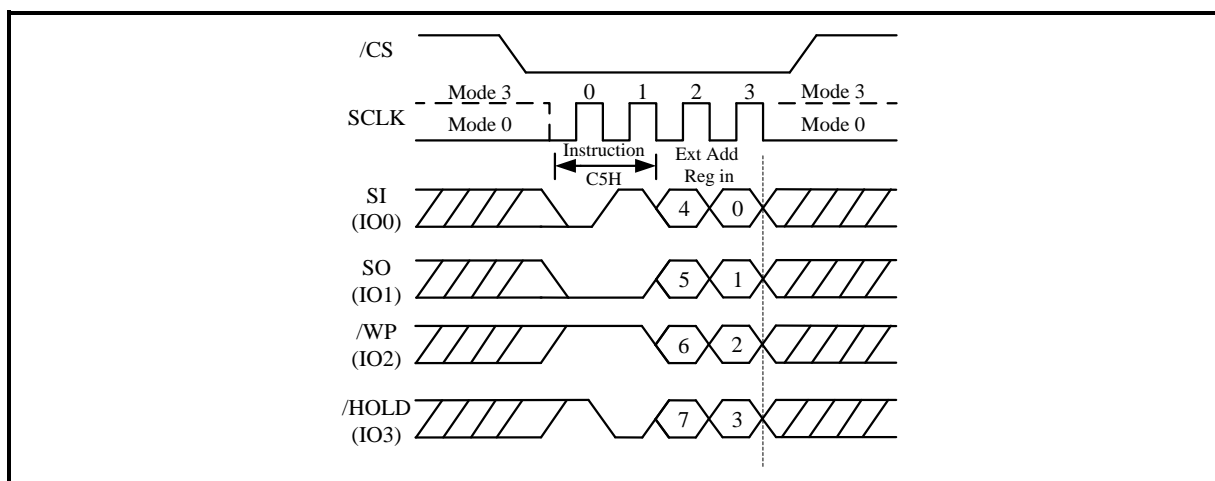 /CS
Mode 3 0 1 2 3 Mode 3
SCLK
Mode 0 Mode 0
Instruction Ext Add
C5H Reg in
SI
(IO0) 4 0
SO
(IO1) 5 1
/WP
(IO2) 6 2
/HOLD
(IO3) 7 3